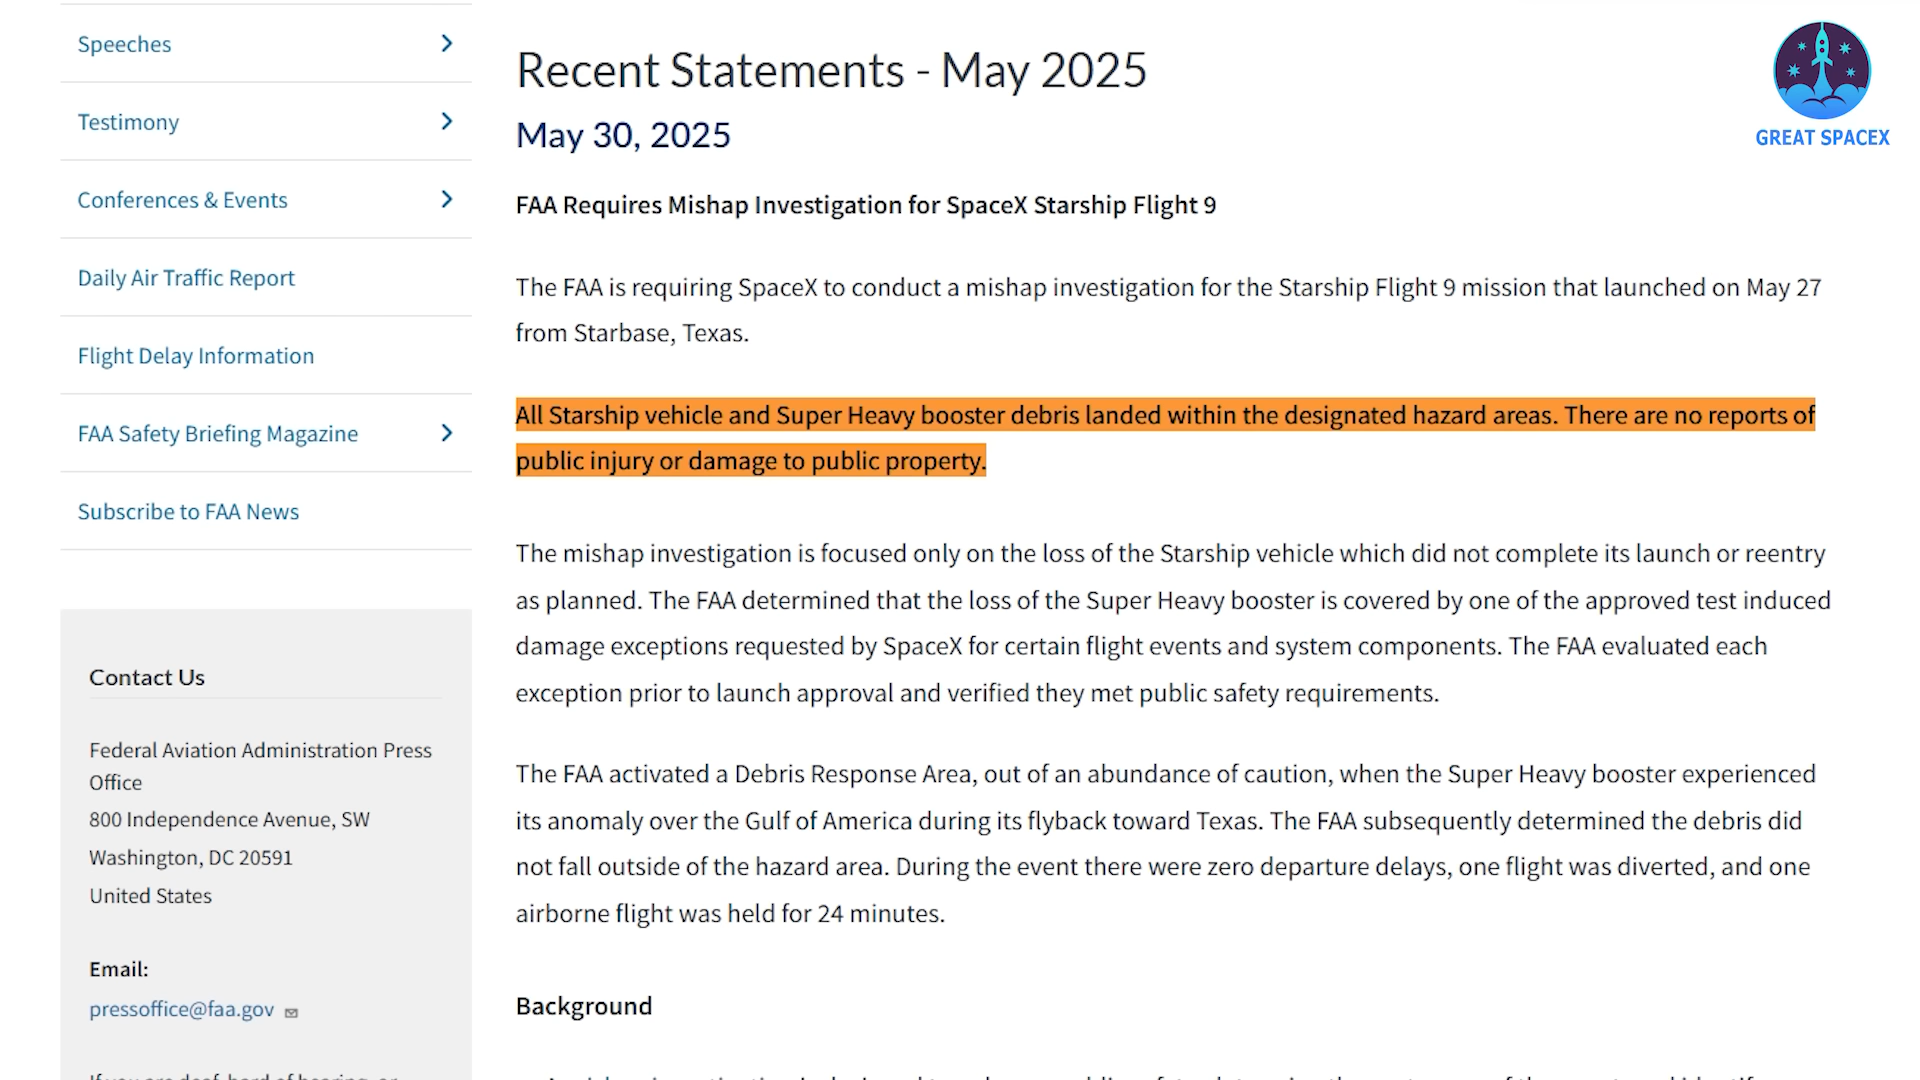 Speeches
Testimony
Conferences & Events
Daily Air Traffic Report
Flight Delay Information
FAA Safety Briefing Magazine
Subscribe to FAA News
Contact Us
Federal Aviation Administration Press
Office
800 Independence Avenue, SW
Washington, DC 20591
United States
Email:
pressoffice@faa.gov
If you are deaf, hard of hearing, or
Recent Statements - May 2025
May 30, 2025
FAA Requires Mishap Investigation for SpaceX Starship Flight 9
The FAA is requiring SpaceX to conduct a mishap investigation for the Starship Flight 9 mission that launched on May 27
from Starbase, Texas.
All Starship vehicle and Super Heavy booster debris landed within the designated hazard areas. There are no reports of
public injury or damage to public property.
The mishap investigation is focused only on the loss of the Starship vehicle which did not complete its launch or reentry
as planned. The FAA determined that the loss of the Super Heavy booster is covered by one of the approved test induced
damage exceptions requested by SpaceX for certain flight events and system components. The FAA evaluated each
exception prior to launch approval and verified they met public safety requirements.
The FAA activated a Debris Response Area, out of an abundance of caution, when the Super Heavy booster experienced
its anomaly over the Gulf of America during its flyback toward Texas. The FAA subsequently determined the debris did
not fall outside of the hazard area. During the event there were zero departure delays, one flight was diverted, and one
airborne flight was held for 24 minutes.
Background
GREAT SPACEX